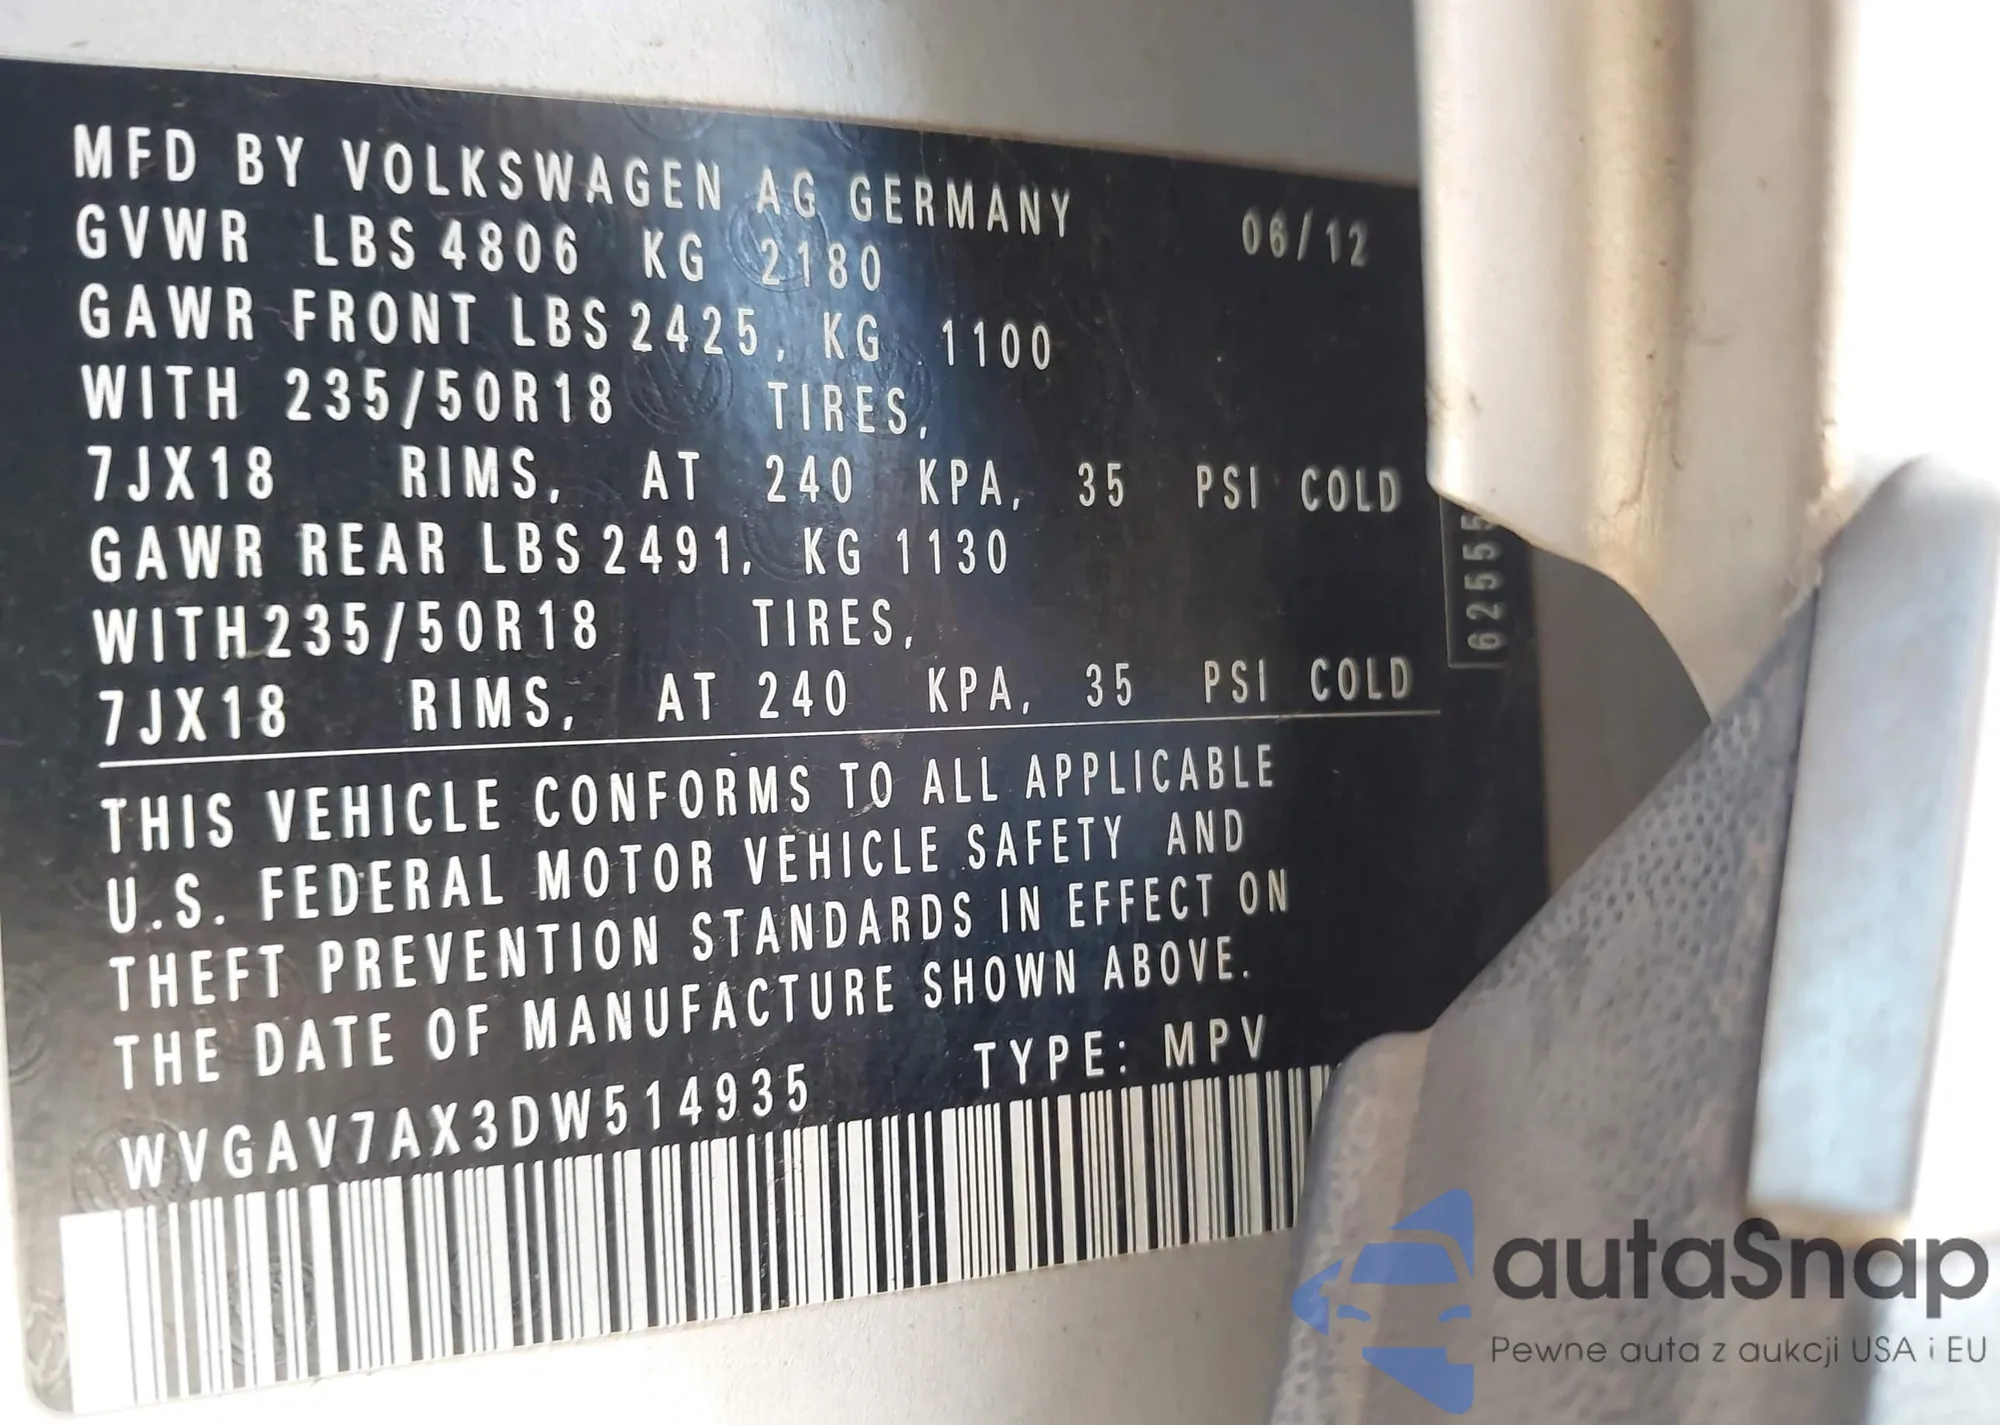 MFD BY VOLKSWAGEN AG GERMANY 06/12
GVWR LBS 4806 KG 2180
GAWR FRONT LBS 2425, KG 1100
WITH 235/50R18 TIRES,
7JX18 RIMS, AT 240 KPA, 35 PSI COLD
GAWR REAR LBS 2491, KG 1130
WITH 235/50R18 TIRES,
7JX18 RIMS, AT 240 KPA, 35 PSI COLD
THIS VEHICLE CONFORMS TO ALL APPLICABLE
U.S. FEDERAL MOTOR VEHICLE SAFETY AND
THEFT PREVENTION STANDARDS IN EFFECT ON
THE DATE OF MANUFACTURE SHOWN ABOVE.
WVGAV7AX3DW514935 TYPE: MPV
autaSnap
Pewne auta z aukcji USA i EU